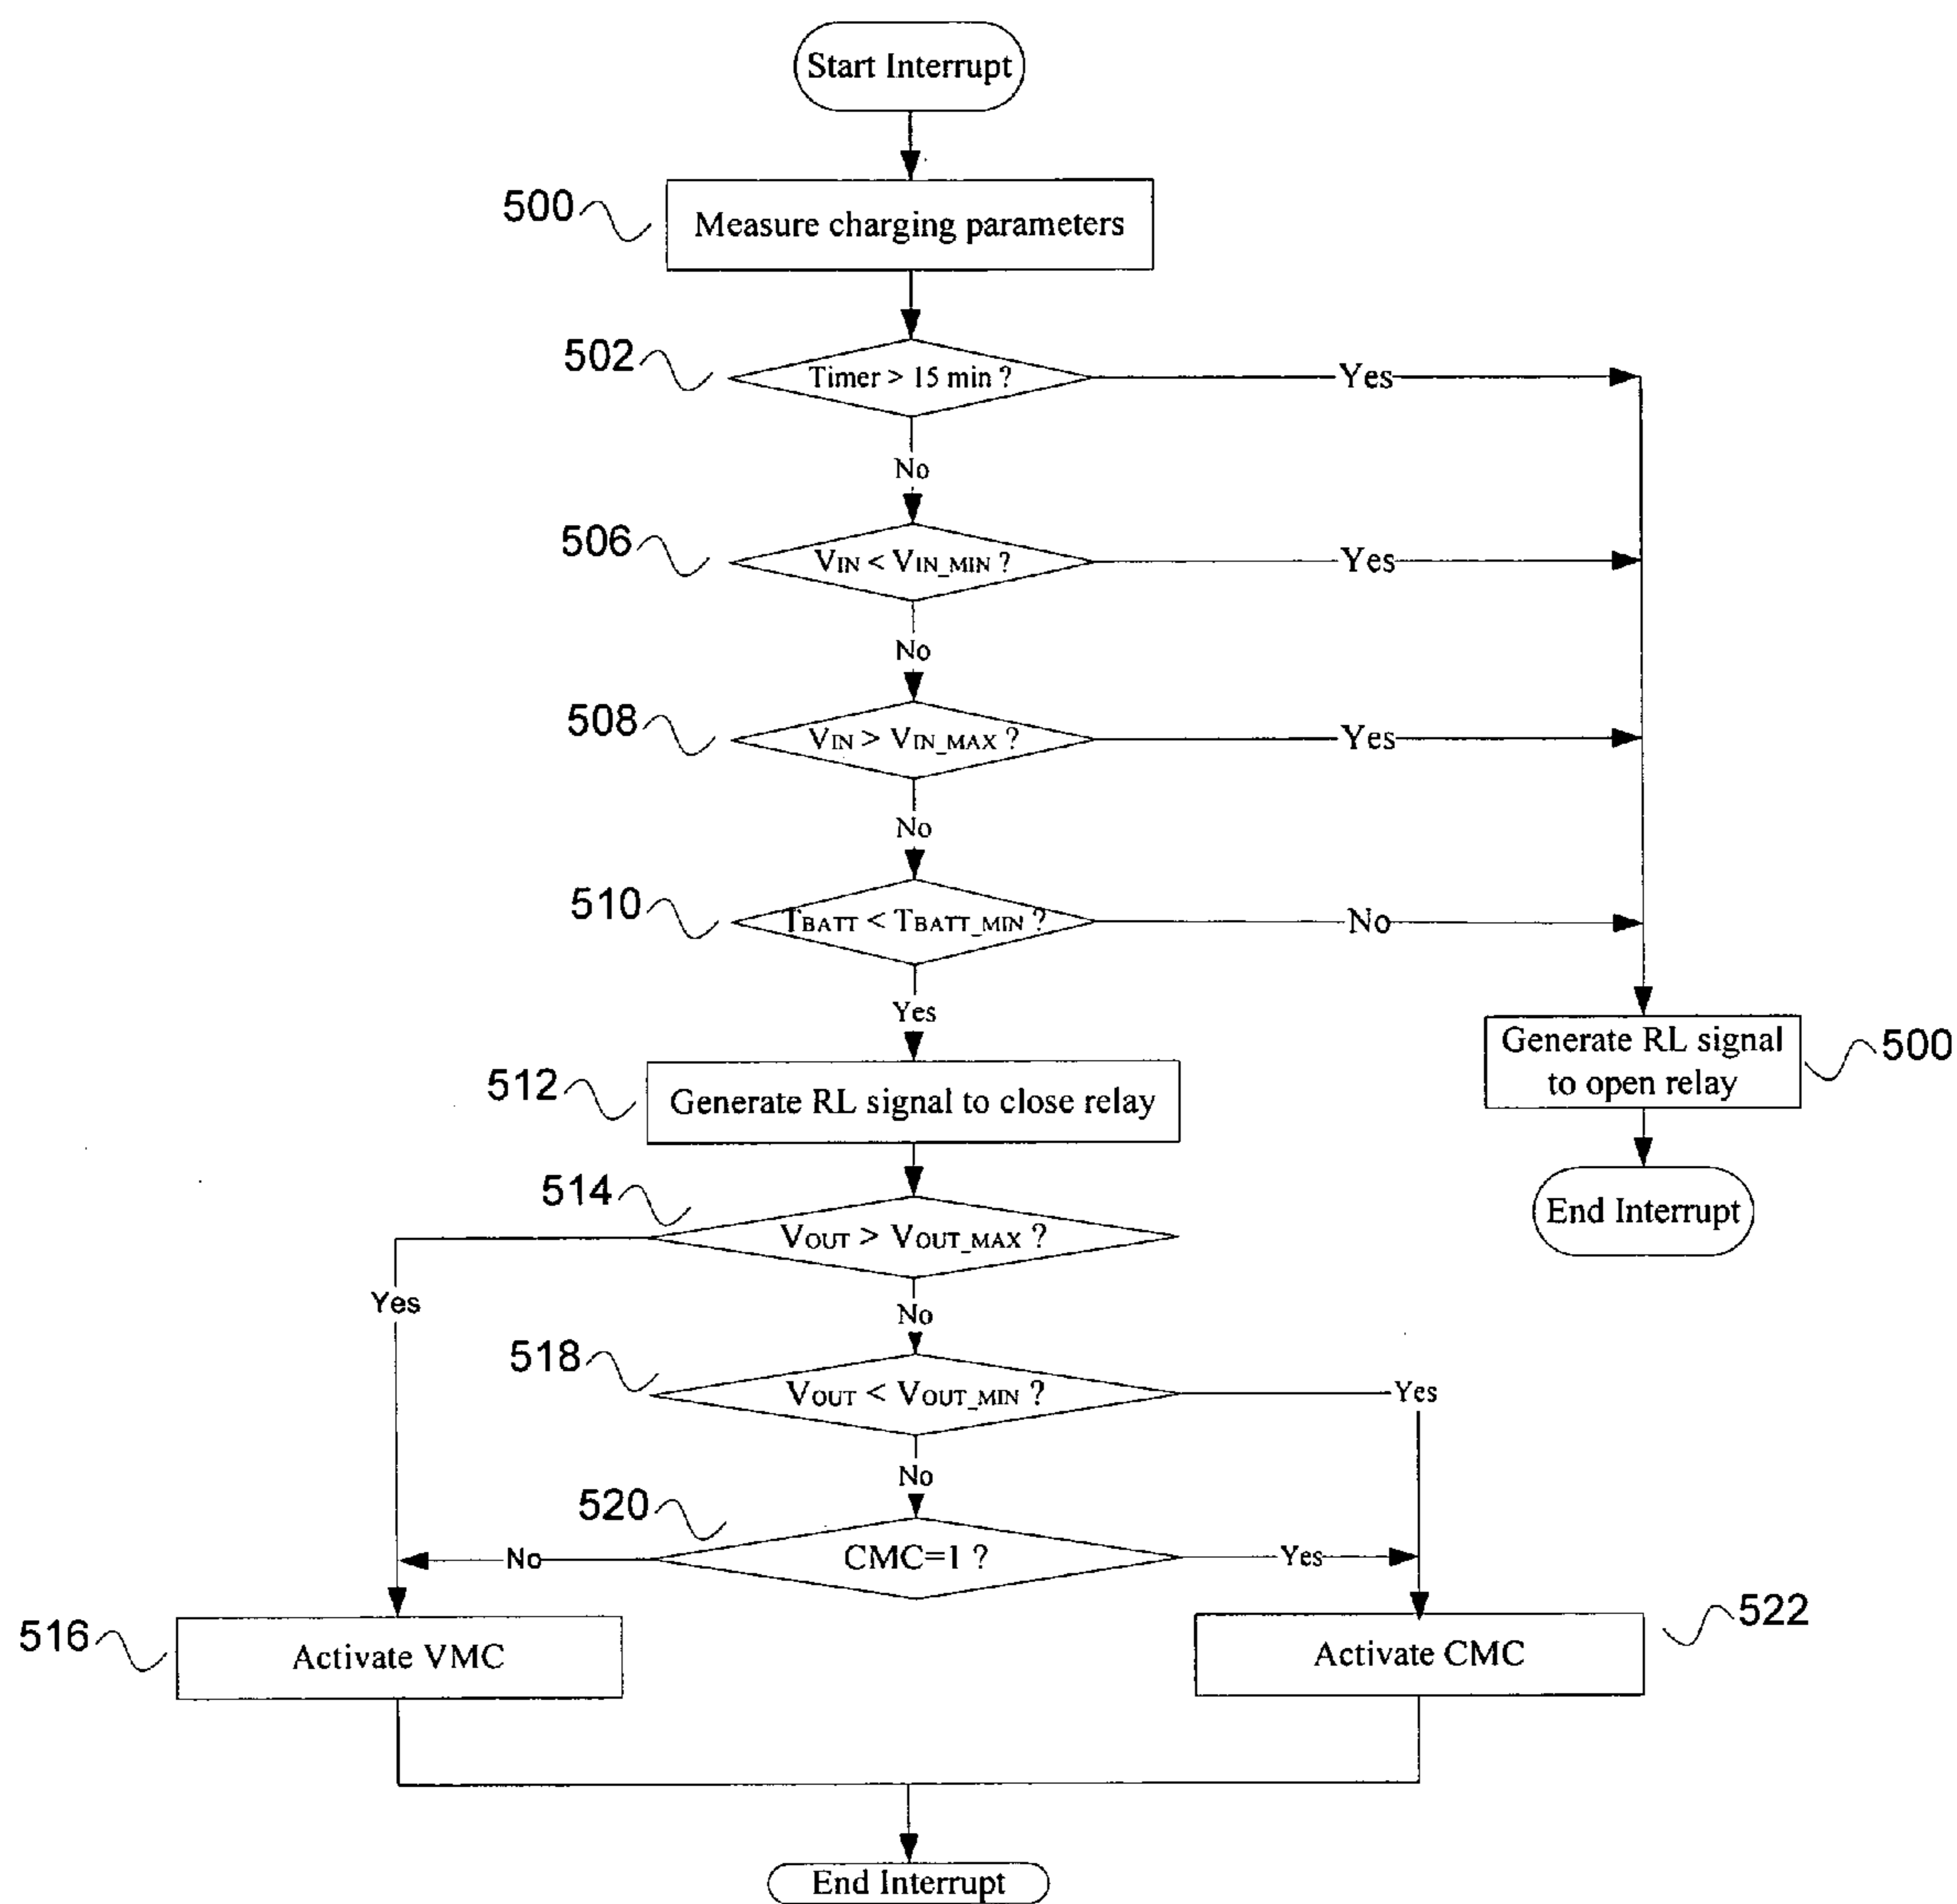 Start Interrupt
500
Measure charging parameters
502
Timer > 15 min ?
Yes
No
506
VIN < VIN_MIN ?
Yes
No
508
VIN > VIN_MAX ?
Yes
No
510
TBATT < TBATT_MIN ?
No
Yes
512
Generate RL signal to close relay
Generate RL signal
to open relay
500
End Interrupt
514
VOUT > VOUT_MAX ?
Yes
No
518
VOUT < VOUT_MIN ?
Yes
No
520
CMC=1 ?
No
Yes
516
Activate VMC
522
Activate CMC
End Interrupt